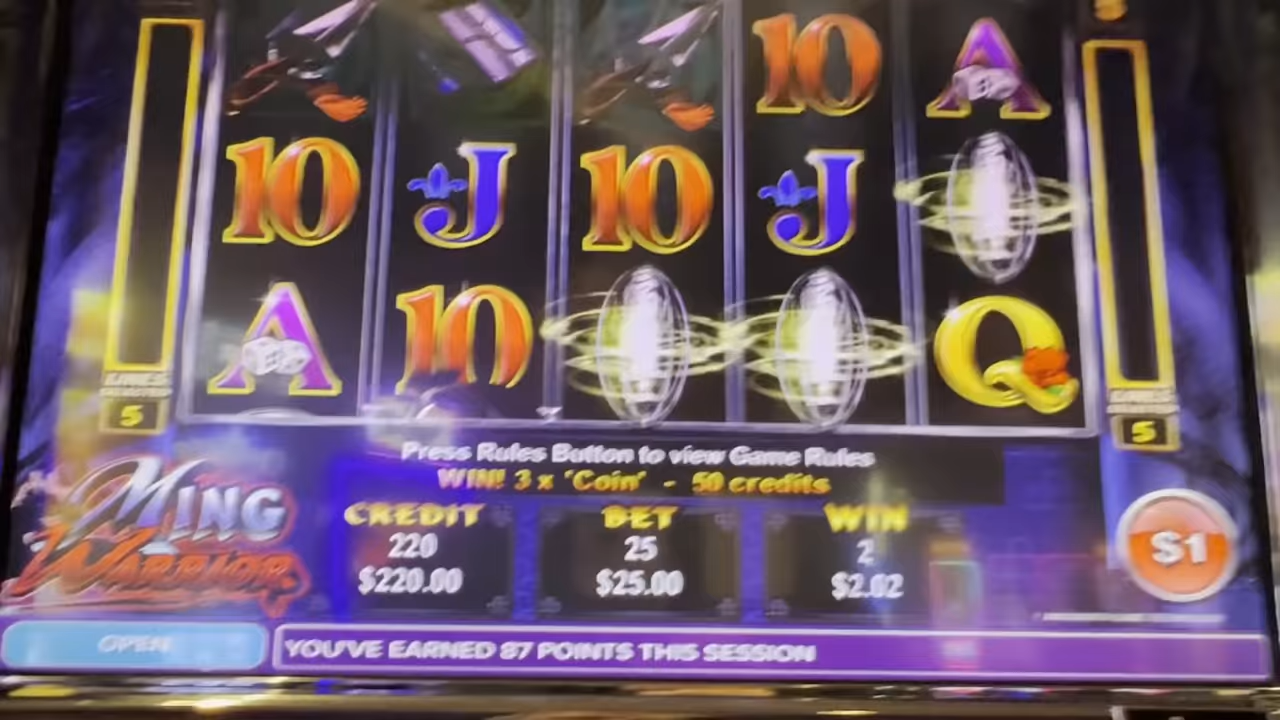 10 A
10 J 10 J
A 10 Q
5 5
Press Rules Button to view Game Rules
WIN! 3 x 'Coin' - 50 credits
MING WARRIOR
CREDIT BET WIN
220 25 2
$220.00 $25.00 $2.02
$1
OPEN
YOU'VE EARNED 87 POINTS THIS SESSION